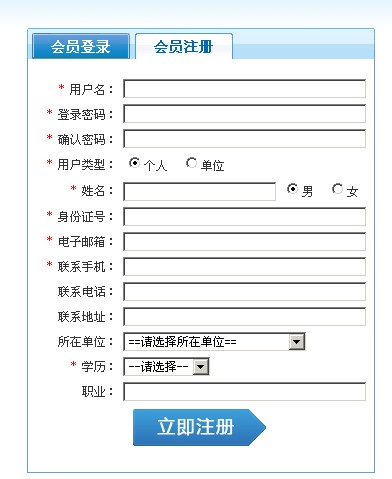 会员登录 会员注册
* 用户名：
* 登录密码：
* 确认密码：
* 用户类型： 个人 单位
* 姓名： 男 女
* 身份证号：
* 电子邮箱：
* 联系手机：
联系电话：
联系地址：
所在单位： ==请选择所在单位==
* 学历： --请选择--
职业：
立即注册